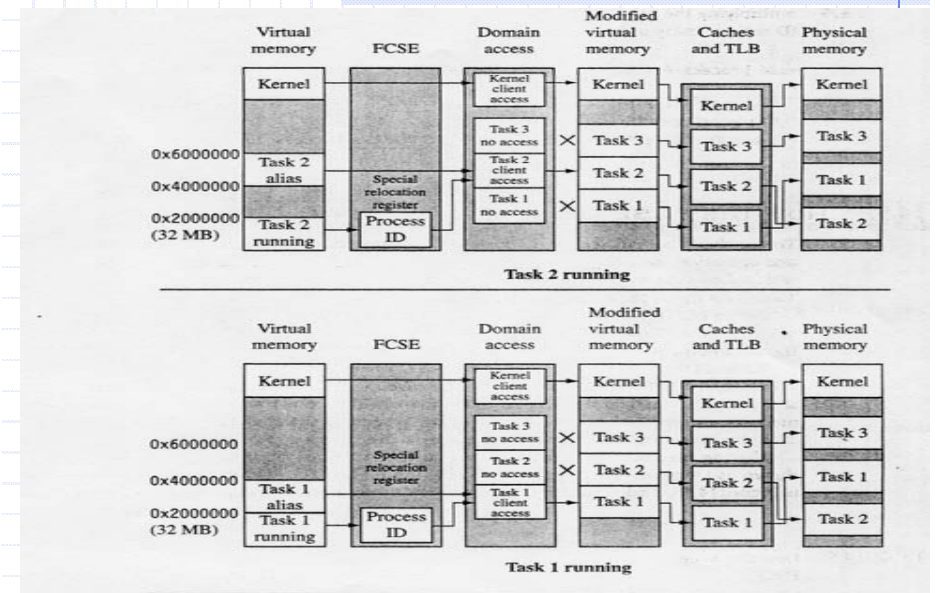 Virtual memory
FCSE
Domain access
Modified virtual memory
Caches and TLB
Physical memory
Kernel
Kernel client access
Kernel
Kernel
Kernel
0x6000000
Task 2 alias
0x4000000
0x2000000
(32 MB)
Task 2 running
Special relocation register
Process ID
Task 3 no access
Task 2 client access
Task 1 no access
Task 3
Task 2
Task 1
Task 3
Task 2
Task 1
Task 3
Task 1
Task 2
Task 2 running
Virtual memory
FCSE
Domain access
Modified virtual memory
Caches and TLB
Physical memory
Kernel
Kernel client access
Kernel
Kernel
Kernel
0x6000000
0x4000000
Task 1 alias
0x2000000
(32 MB)
Task 1 running
Special relocation register
Process ID
Task 3 no access
Task 2 no access
Task 1 client access
Task 3
Task 2
Task 1
Task 3
Task 2
Task 1
Task 3
Task 1
Task 2
Task 1 running